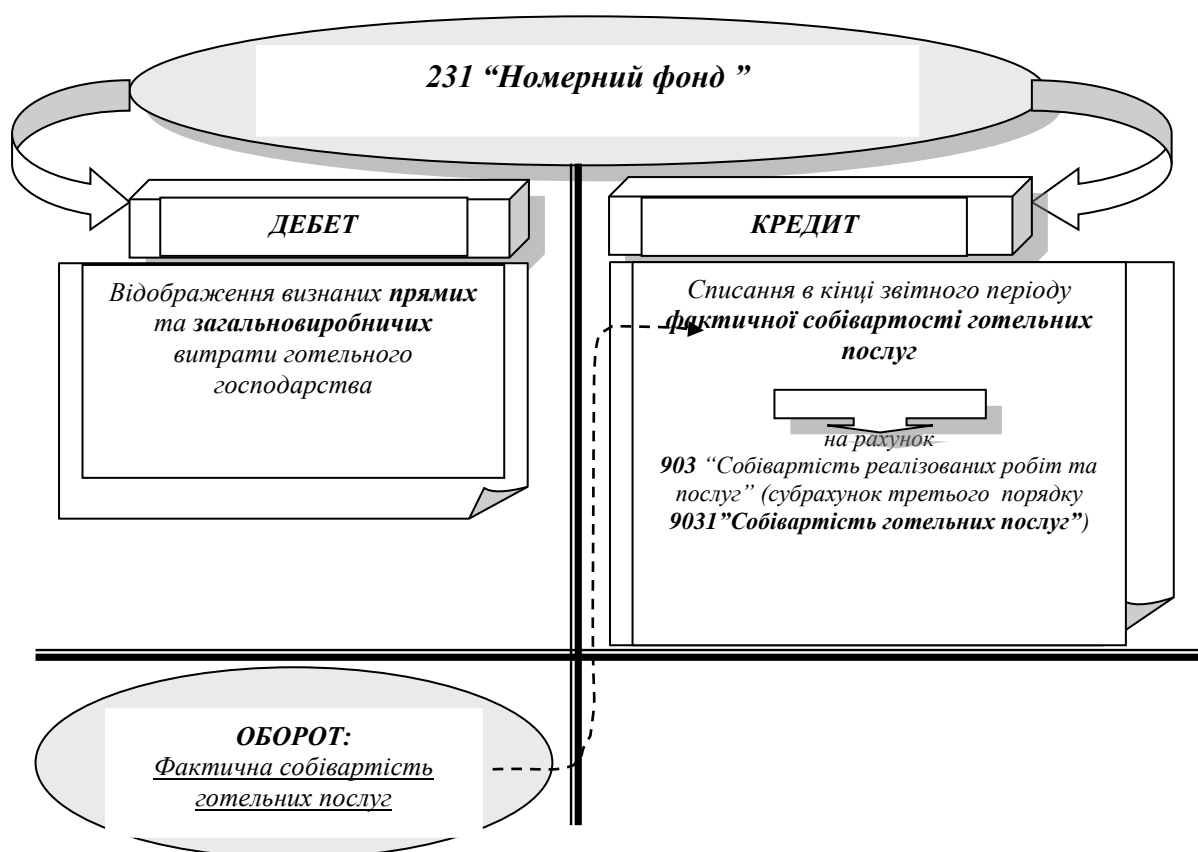 231 “Номерний фонд ”
ДЕБЕТ
Відображення визнаних прямих
та загальновиробничих
витрати готельного
господарства
КРЕДИТ
Списання в кінці звітного періоду
фактичної собівартості готельних
послуг
на рахунок
903 “Собівартість реалізованих робіт та
послуг” (субрахунок третього порядку
9031”Собівартість готельних послуг”)
ОБОРОТ:
Фактична собівартість
готельних послуг